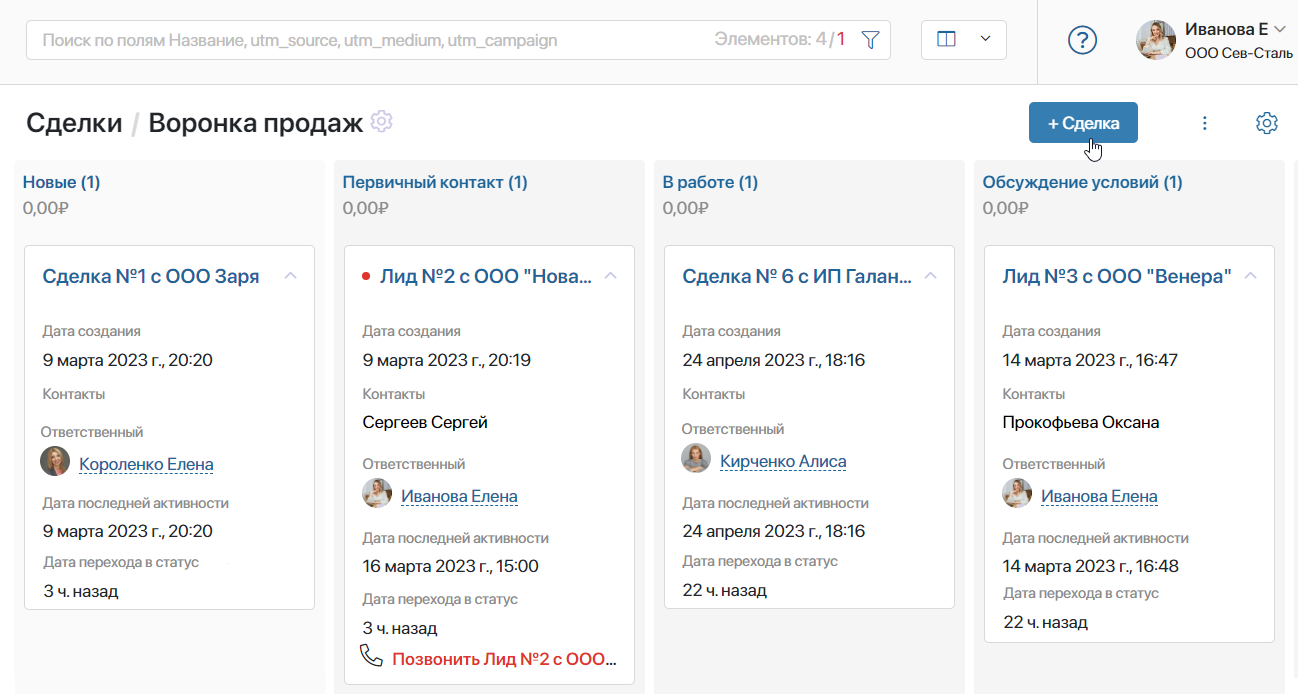 Поиск по полям Название, utm_source, utm_medium, utm_campaign
Элементов: 4/1
?
Иванова Е
ООО Сев-Сталь
Сделки / Воронка продаж
+ Сделка
Новые (1)
0,00₽
Сделка №1 с ООО Заря
Дата создания
9 марта 2023 г., 20:20
Контакты
Ответственный
Короленко Елена
Дата последней активности
9 марта 2023 г., 20:20
Дата перехода в статус
3 ч. назад
Первичный контакт (1)
0,00₽
Лид №2 с ООО "Нова...
Дата создания
9 марта 2023 г., 20:19
Контакты
Сергеев Сергей
Ответственный
Иванова Елена
Дата последней активности
16 марта 2023 г., 15:00
Дата перехода в статус
3 ч. назад
Позвонить Лид №2 с ООО...
В работе (1)
0,00₽
Сделка № 6 с ИП Галан...
Дата создания
24 апреля 2023 г., 18:16
Контакты
Ответственный
Кирченко Алиса
Дата последней активности
24 апреля 2023 г., 18:16
Дата перехода в статус
22 ч. назад
Обсуждение условий (1)
0,00₽
Лид №3 с ООО "Венера"
Дата создания
14 марта 2023 г., 16:47
Контакты
Прокофьева Оксана
Ответственный
Иванова Елена
Дата последней активности
14 марта 2023 г., 16:48
Дата перехода в статус
22 ч. назад